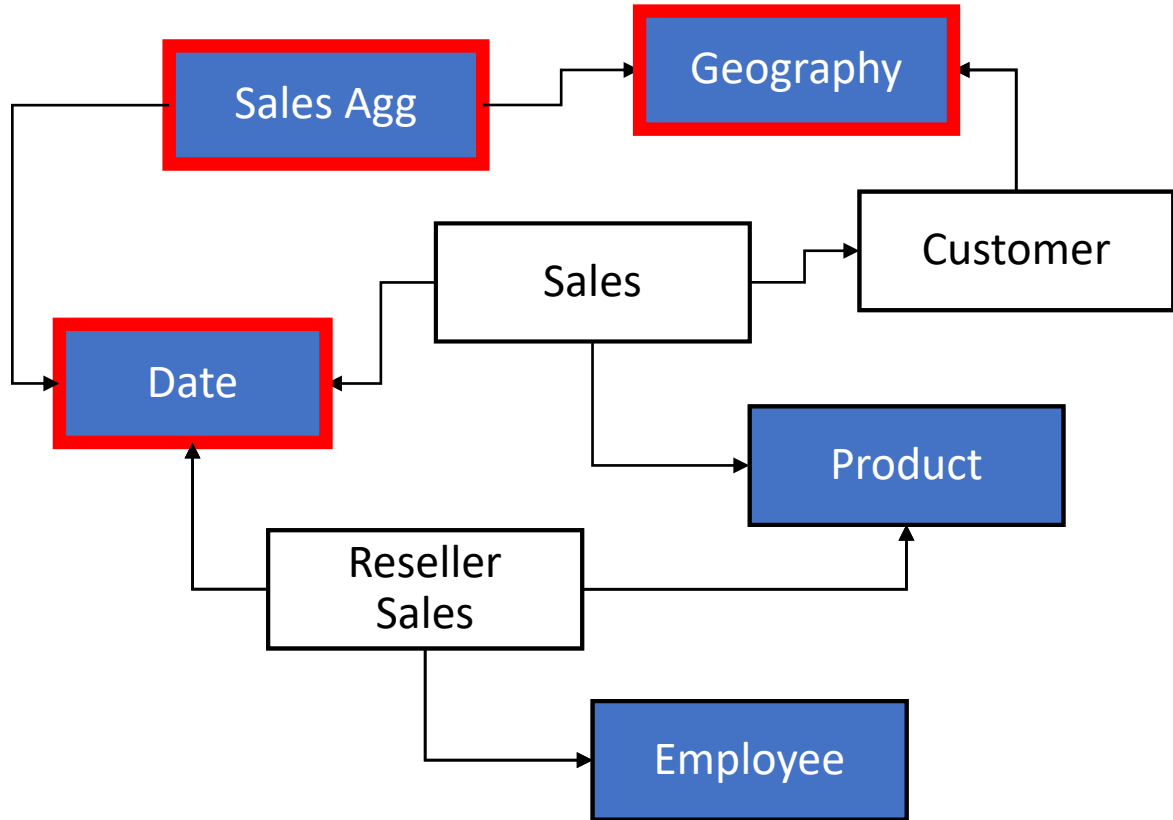 Sales Agg
Geography
Customer
Sales
Date
Product
Reseller
Sales
Employee